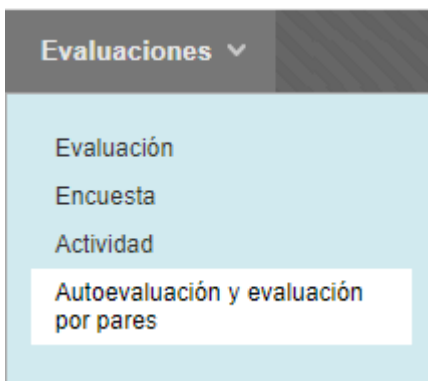 Evaluaciones
Evaluación
Encuesta
Actividad
Autoevaluación y evaluación
por pares